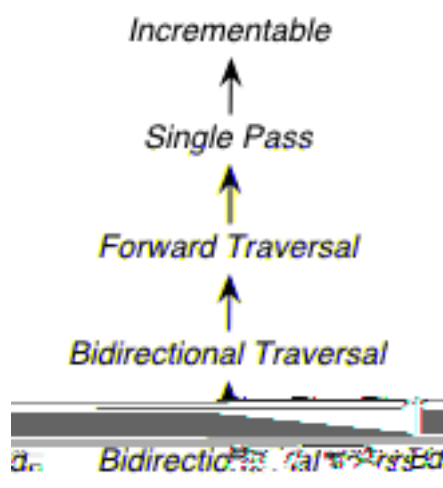 Incrementable
Single Pass
Forward Traversal
Bidirectional Traversal